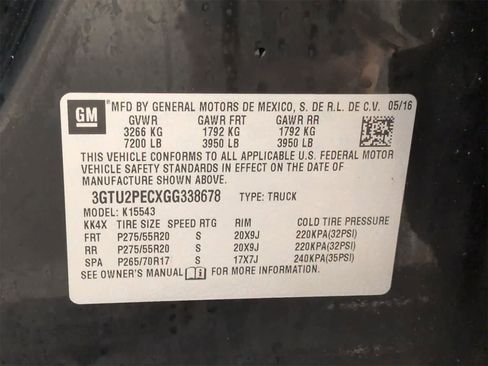 GM MFD BY GENERAL MOTORS DE MEXICO, S. DE R.L. DE C.V. 05/16
GVWR GAWR FRT GAWR RR
3266 KG 1792 KG 1792 KG
7200 LB 3950 LB 3950 LB
THIS VEHICLE CONFORMS TO ALL APPLICABLE U.S. FEDERAL MOTOR
VEHICLE SAFETY STANDARDS IN EFFECT ON THE DATE OF
MANUFACTURE SHOWN ABOVE.
3GTU2PECXGG338678 TYPE: TRUCK
MODEL: K15543
KK4X TIRE SIZE SPEED RTG RIM COLD TIRE PRESSURE
FRT P275/55R20 S 20X9J 220KPA(32PSI)
RR P275/55R20 S 20X9J 220KPA(32PSI)
SPA P265/70R17 S 17X7J 240KPA(35PSI)
SEE OWNER'S MANUAL FOR MORE INFORMATION.